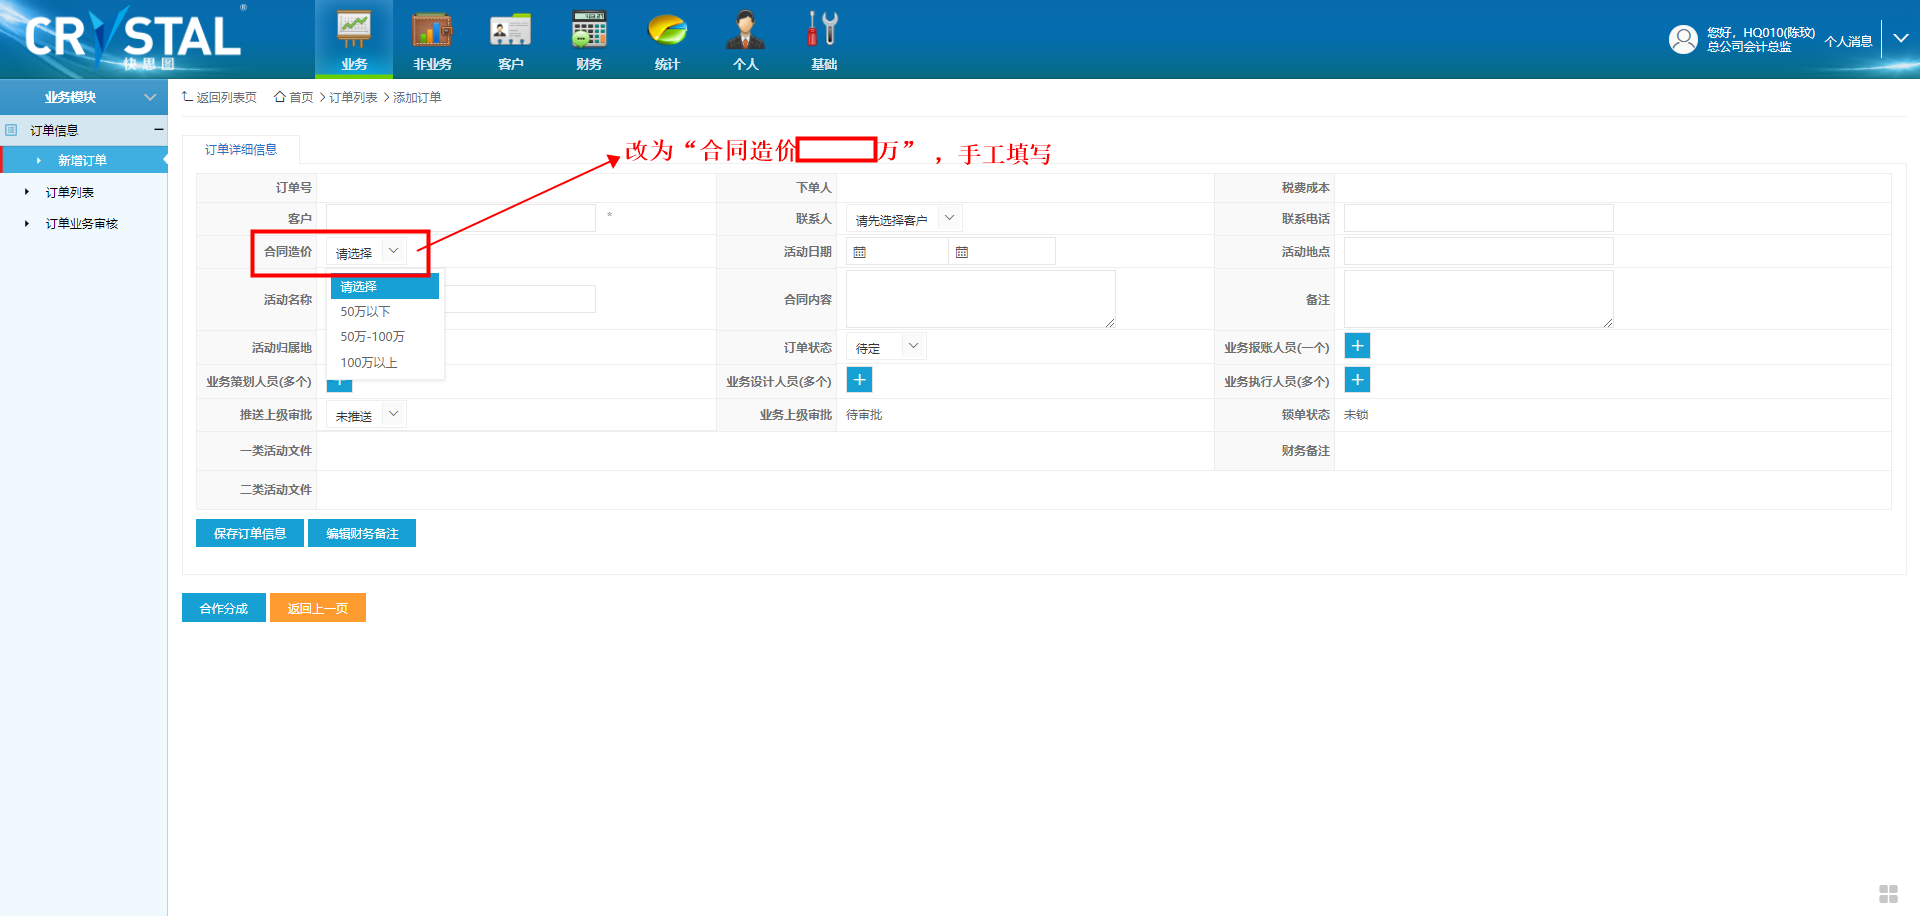 CRYSTAL ®
快思图
业务 非业务 客户 财务 统计 个人 基础
您好，HQ010(陈玟)
总公司会计总监
个人消息
业务模块
订单信息
新增订单
订单列表
订单业务审核
返回列表页 首页 订单列表 添加订单
订单详细信息
改为“合同造价 万”，手工填写
订单号 下单人 税费成本
客户 * 联系人 请先选择客户 联系电话
合同造价 请选择 活动日期 活动地点
请选择
50万以下
50万-100万
100万以上
活动名称 合同内容 备注
活动归属地 订单状态 待定 业务报账人员(一个)
业务策划人员(多个) 业务设计人员(多个) 业务执行人员(多个)
推送上级审批 未推送 业务上级审批 待审批 锁单状态 未锁
一类活动文件 财务备注
二类活动文件
保存订单信息 编辑财务备注
合作分成 返回上一页